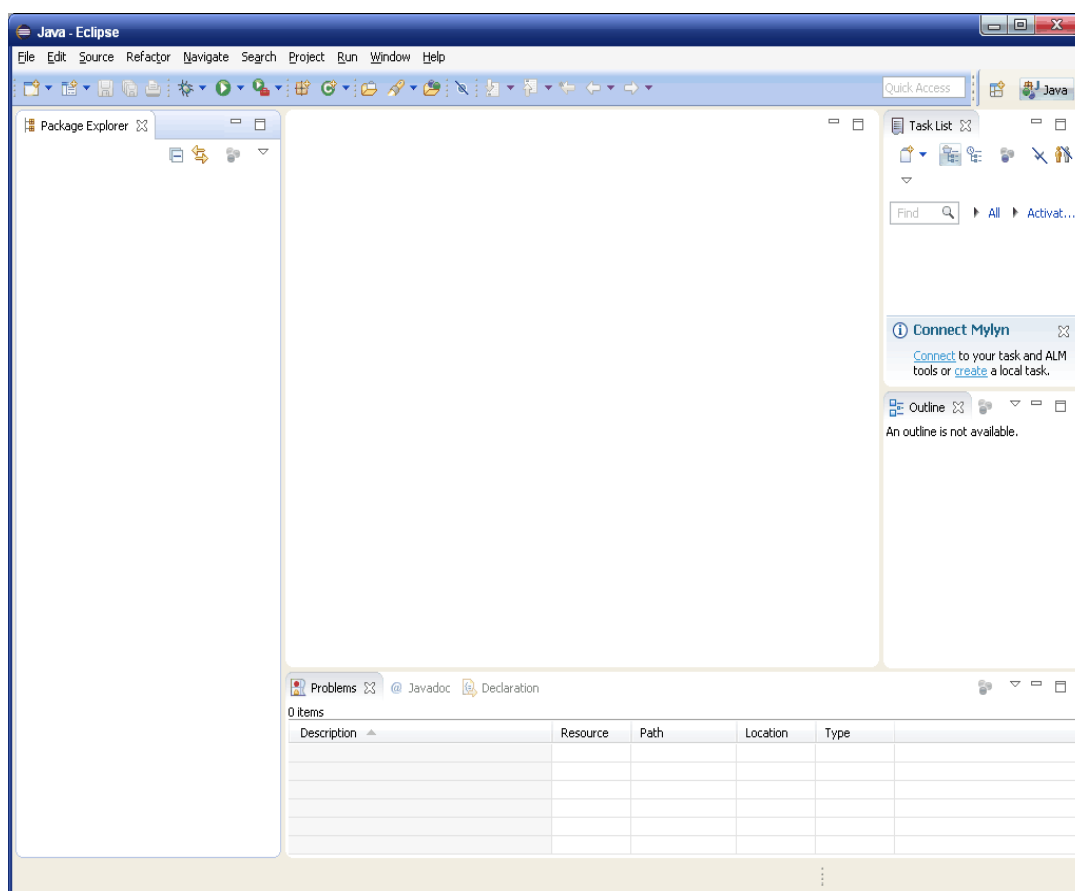 Java - Eclipse
File Edit Source Refactor Navigate Search Project Run Window Help
Quick Access
Java
Package Explorer
Task List
Find
All
Activat...
Connect Mylyn
Connect to your task and ALM
tools or create a local task.
Outline
An outline is not available.
Problems
@ Javadoc
Declaration
0 items
Description Resource Path Location Type